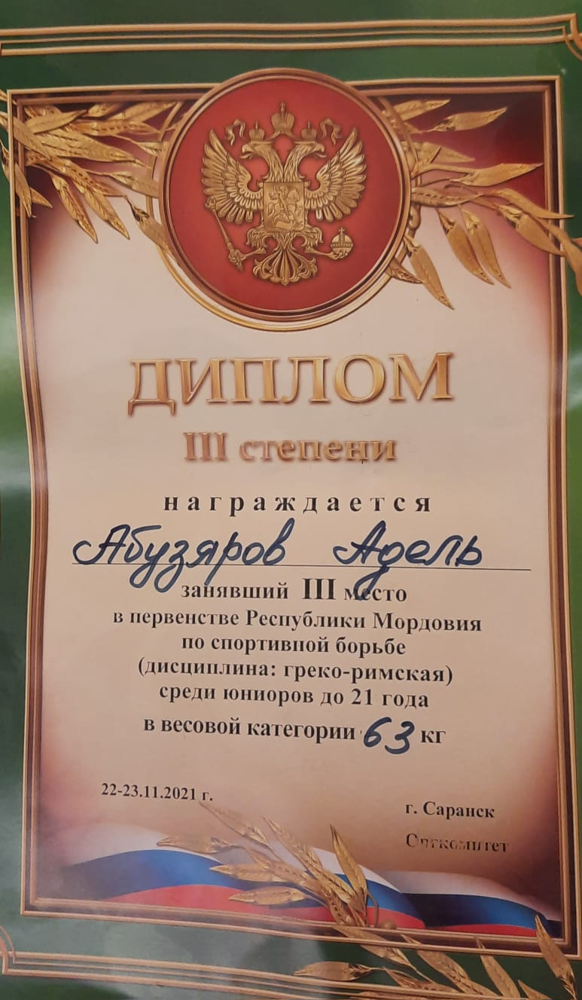 ДИПЛОМ
III степени
награждается
Абузяров Адель
занявший III место
в первенстве Республики Мордовия
по спортивной борьбе
(дисциплина: греко-римская)
среди юниоров до 21 года
в весовой категории 63 кг
22-23.11.2021 г.
г. Саранск
Оргкомитет